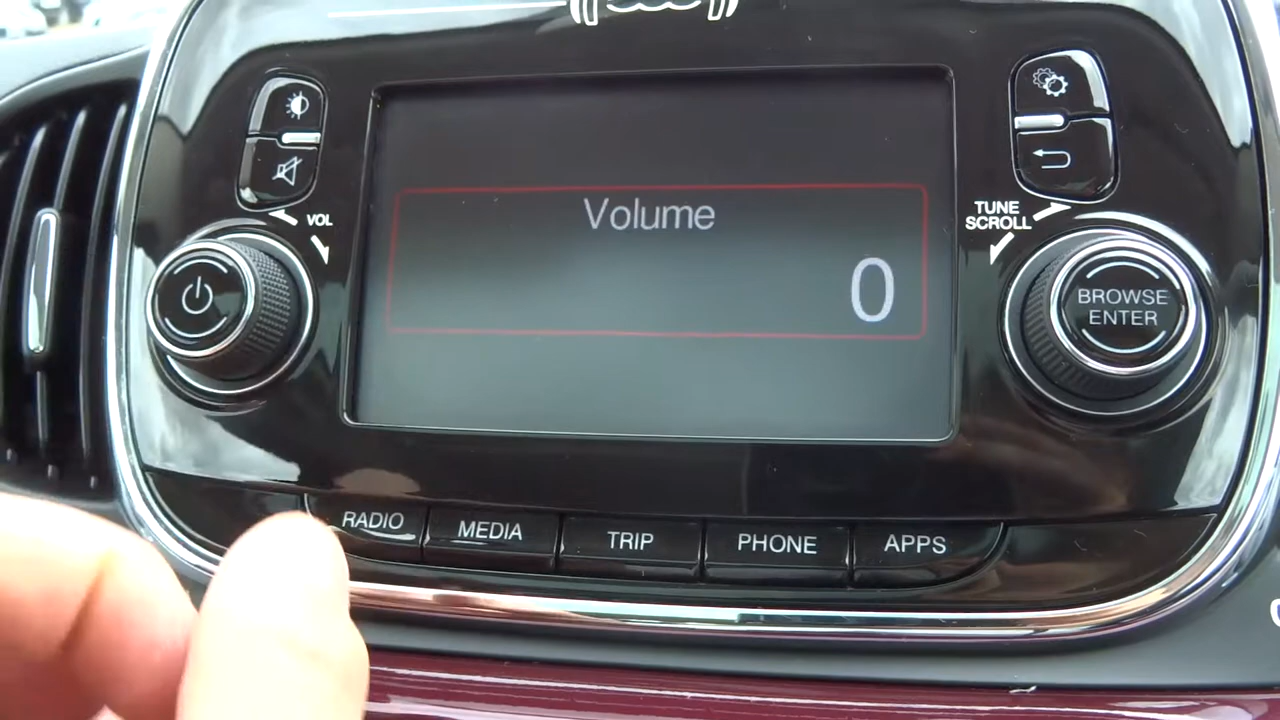 VOL
Volume
0
TUNE
SCROLL
BROWSE
ENTER
RADIO
MEDIA
TRIP
PHONE
APPS